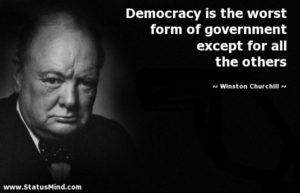 Democracy is the worst
form of government
except for all
the others
~ Winston Churchill ~
www.StatusMind.com